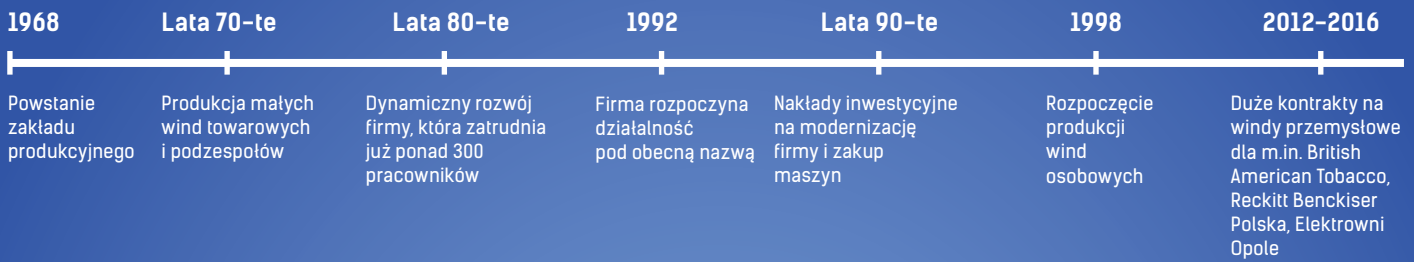 1968
Lata 70-te
Lata 80-te
1992
Lata 90-te
1998
2012-2016
Powstanie
zakładu
produkcyjnego
Produkcja małych
wind towarowych
i podzespołów
Dynamiczny rozwój
firmy, która zatrudnia
już ponad 300
pracowników
Firma rozpoczyna
działalność
pod obecną nazwą
Nakłady inwestycyjne
na modernizację
firmy i zakup
maszyn
Rozpoczęcie
produkcji
wind
osobowych
Duże kontrakty na
windy przemysłowe
dla m.in. British
American Tobacco,
Reckitt Benckiser
Polska, Elektrowni
Opole